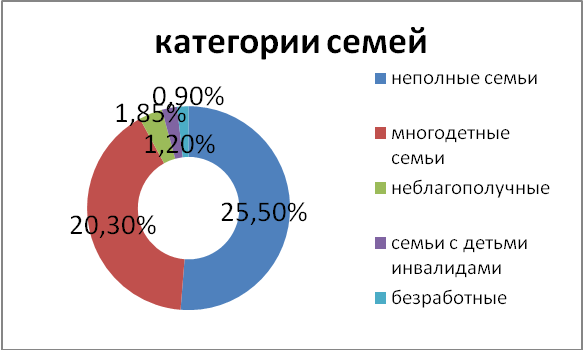 категории семей
0,90%
1,85%
1,20%
20,30%
25,50%
неполные семьи
многодетные
семьи
неблагополучные
семьи с детьми
инвалидами
безработные